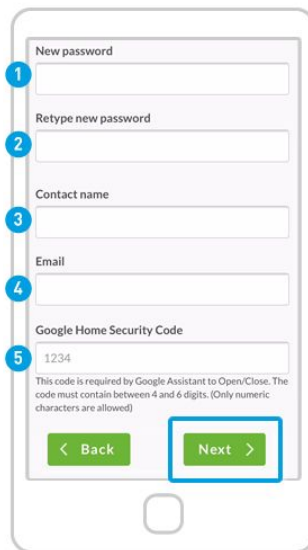 New password
1
Retype new password
2
Contact name
3
Email
4
Google Home Security Code
5 1234
This code is required by Google Assistant to Open/Close. The
code must contain between 4 and 6 digits. (Only numeric
characters are allowed)
< Back Next >